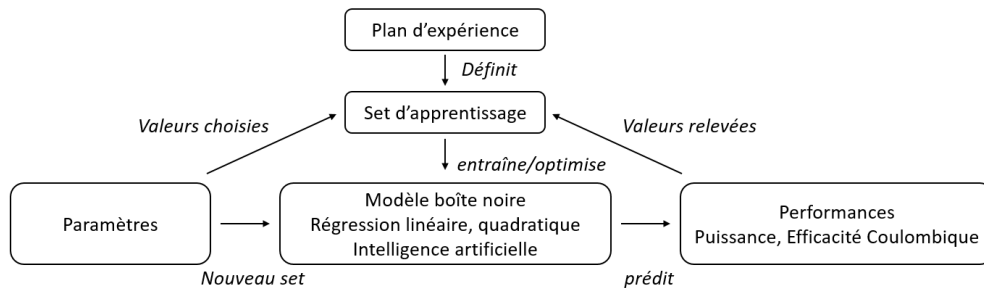 Plan d’expérience
Définit
Set d’apprentissage
Valeurs choisies
Valeurs relevées
entraîne/optimise
Paramètres
Modèle boîte noire
Régression linéaire, quadratique
Intelligence artificielle
Performances
Puissance, Efficacité Coulombique
Nouveau set
prédit